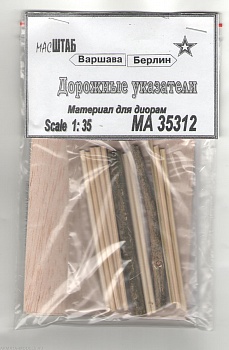 МАСШТАБ
Варшава Берлин
Дорожные указатели
Материал для диорам
Scale 1:35 MA 35312